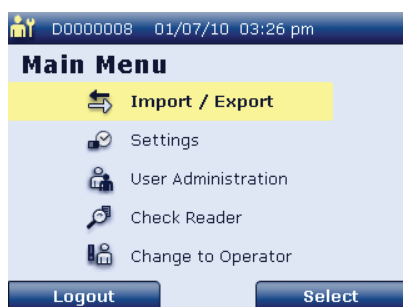 D0000008 01/07/10 03:26 pm
Main Menu
Import / Export
Settings
User Administration
Check Reader
Change to Operator
Logout Select